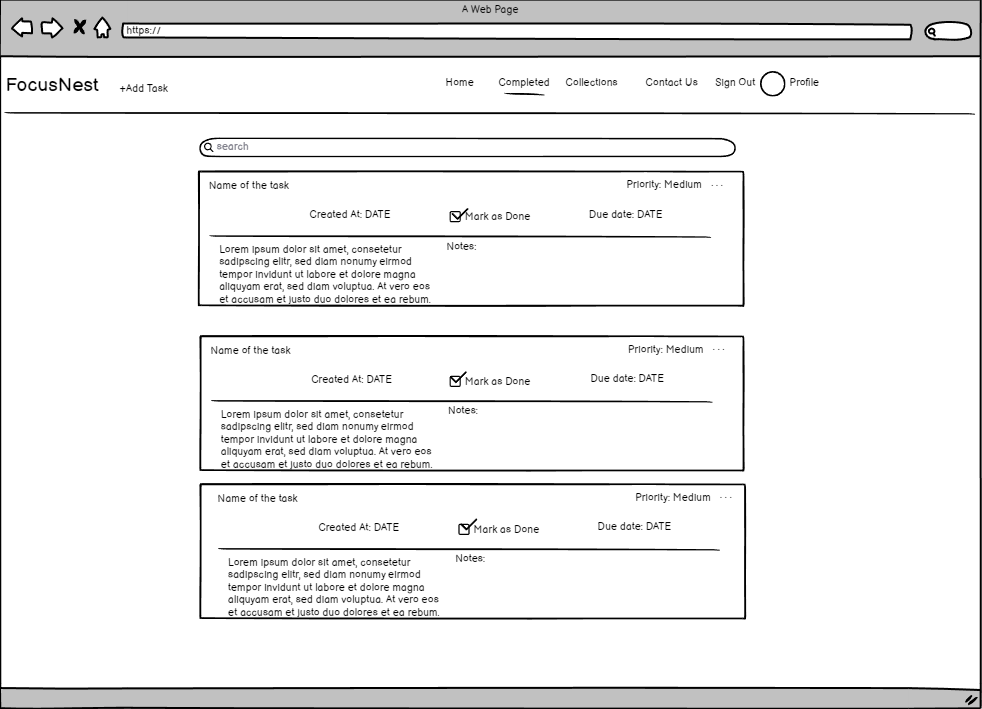 A Web Page
https://
FocusNest +Add Task Home Completed Collections Contact Us Sign Out Profile
search
Name of the task Priority: Medium ...
Created At: DATE Mark as Done Due date: DATE
Notes:
Lorem ipsum dolor sit amet, consetetur
sadipscing elitr, sed diam nonumy eirmod
tempor invidunt ut labore et dolore magna
aliquyam erat, sed diam voluptua. At vero eos
et accusam et justo duo dolores et ea rebum.
Name of the task Priority: Medium ...
Created At: DATE Mark as Done Due date: DATE
Notes:
Lorem ipsum dolor sit amet, consetetur
sadipscing elitr, sed diam nonumy eirmod
tempor invidunt ut labore et dolore magna
aliquyam erat, sed diam voluptua. At vero eos
et accusam et justo duo dolores et ea rebum.
Name of the task Priority: Medium ...
Created At: DATE Mark as Done Due date: DATE
Notes:
Lorem ipsum dolor sit amet, consetetur
sadipscing elitr, sed diam nonumy eirmod
tempor invidunt ut labore et dolore magna
aliquyam erat, sed diam voluptua. At vero eos
et accusam et justo duo dolores et ea rebum.